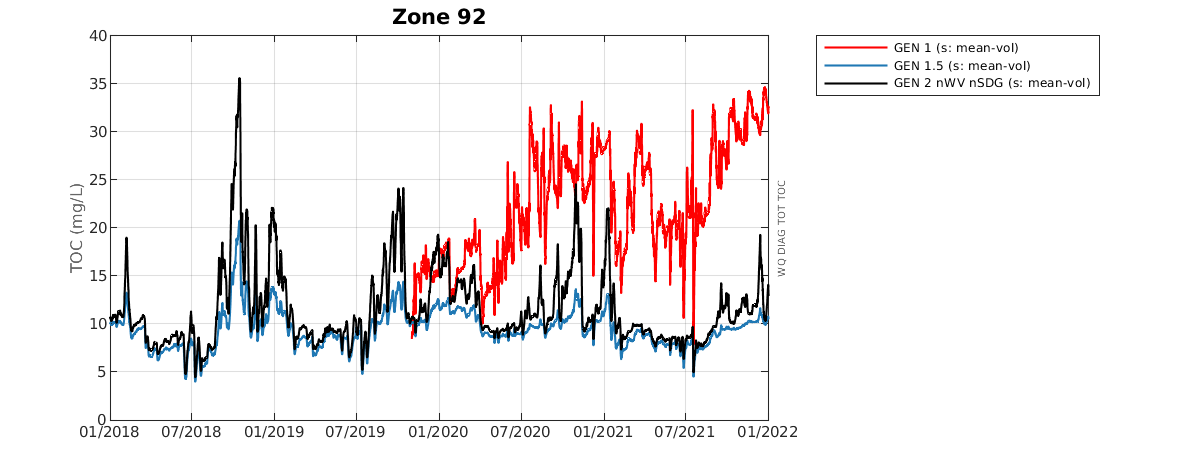 Zone 92
GEN 1 (s: mean-vol)
GEN 1.5 (s: mean-vol)
GEN 2 nWV nSDG (s: mean-vol)
TOC (mg/L)
40
35
30
25
20
15
10
5
0
01/2018 07/2018 01/2019 07/2019 01/2020 07/2020 01/2021 07/2021 01/2022
WQ DIAG TOT TOC